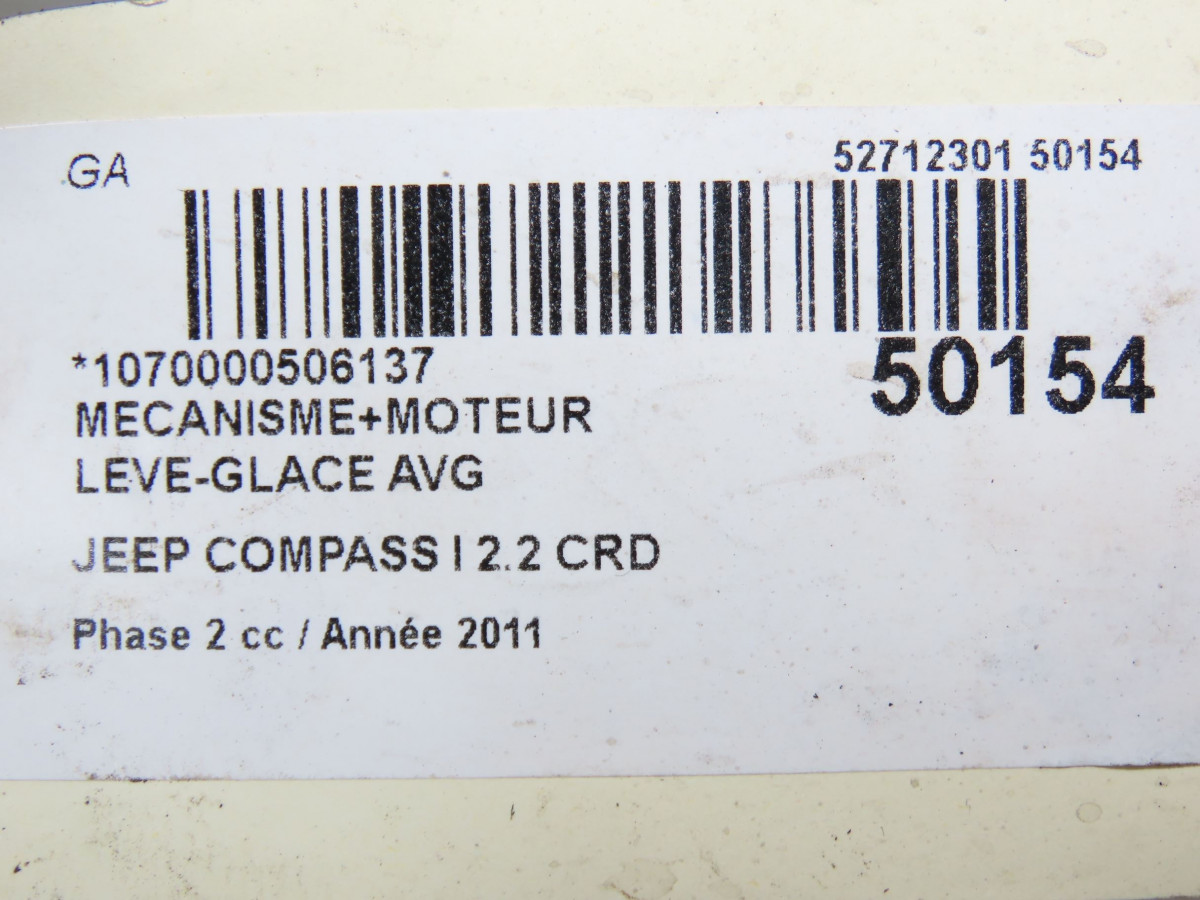 GA
52712301 50154
*1070000506137
50154
MECANISME+MOTEUR
LEVE-GLACE AVG
JEEP COMPASS I 2.2 CRD
Phase 2 cc / Année 2011